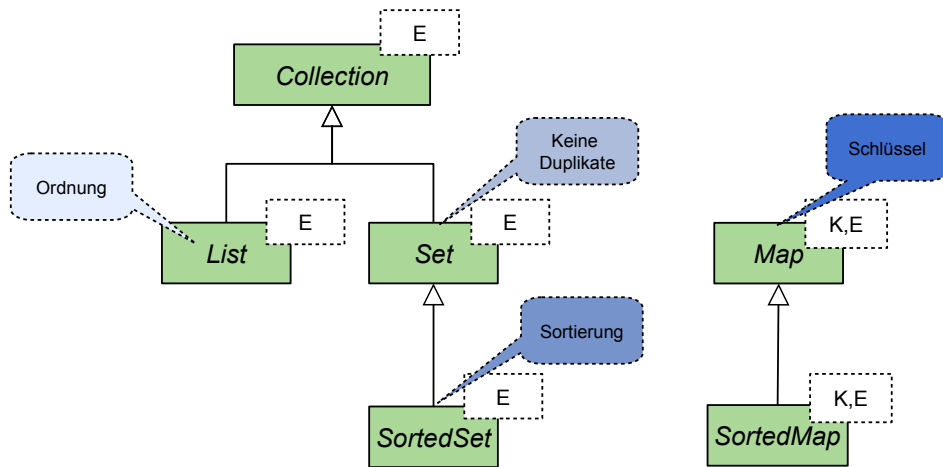 E
Collection
Keine
Duplikate
Schlüssel
Ordnung
E
E
K,E
List
Set
Map
Sortierung
E
K,E
SortedSet
SortedMap